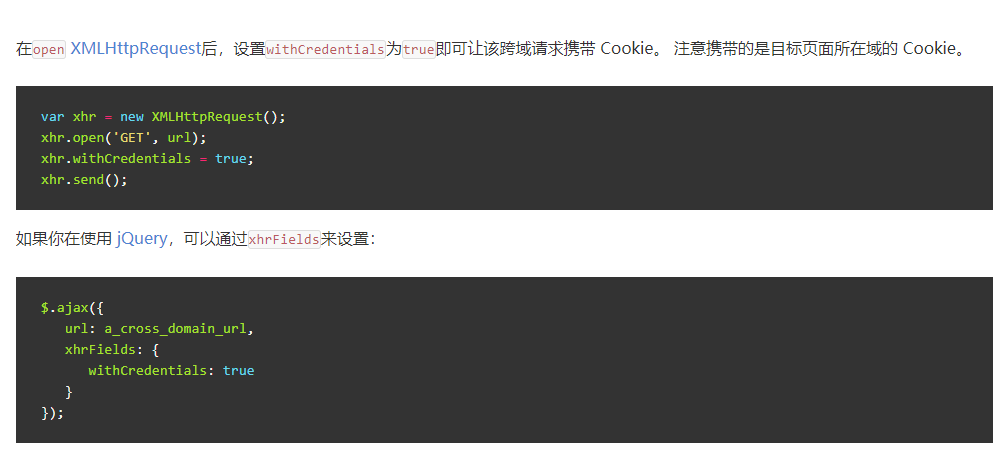 在open XMLHttpRequest后，设置withCredentials为true即可让该跨域请求携带 Cookie。 注意携带的是目标页面所在域的 Cookie。
var xhr = new XMLHttpRequest();
xhr.open('GET', url);
xhr.withCredentials = true;
xhr.send();
如果你在使用 jQuery，可以通过xhrFields来设置：
$.ajax({
   url: a_cross_domain_url,
   xhrFields: {
      withCredentials: true
   }
});